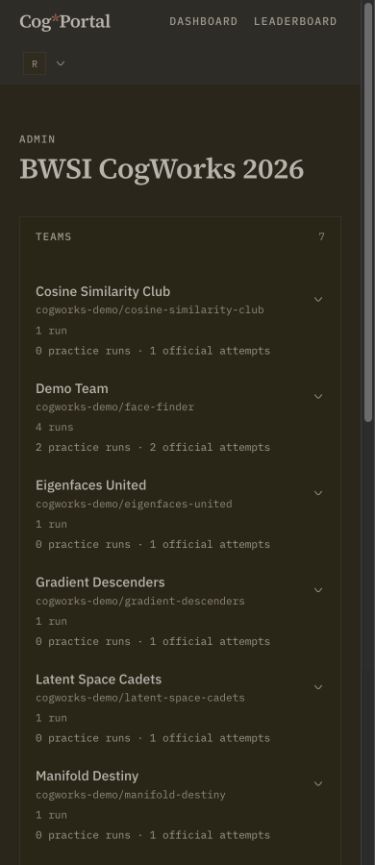 Cog*Portal
DASHBOARD LEADERBOARD
R
ADMIN
BWSI CogWorks 2026
TEAMS 7
Cosine Similarity Club
cogworks-demo/cosine-similarity-club
1 run
0 practice runs · 1 official attempts
Demo Team
cogworks-demo/face-finder
4 runs
2 practice runs · 2 official attempts
Eigenfaces United
cogworks-demo/eigenfaces-united
1 run
0 practice runs · 1 official attempts
Gradient Descenders
cogworks-demo/gradient-descenders
1 run
0 practice runs · 1 official attempts
Latent Space Cadets
cogworks-demo/latent-space-cadets
1 run
0 practice runs · 1 official attempts
Manifold Destiny
cogworks-demo/manifold-destiny
1 run
0 practice runs · 1 official attempts